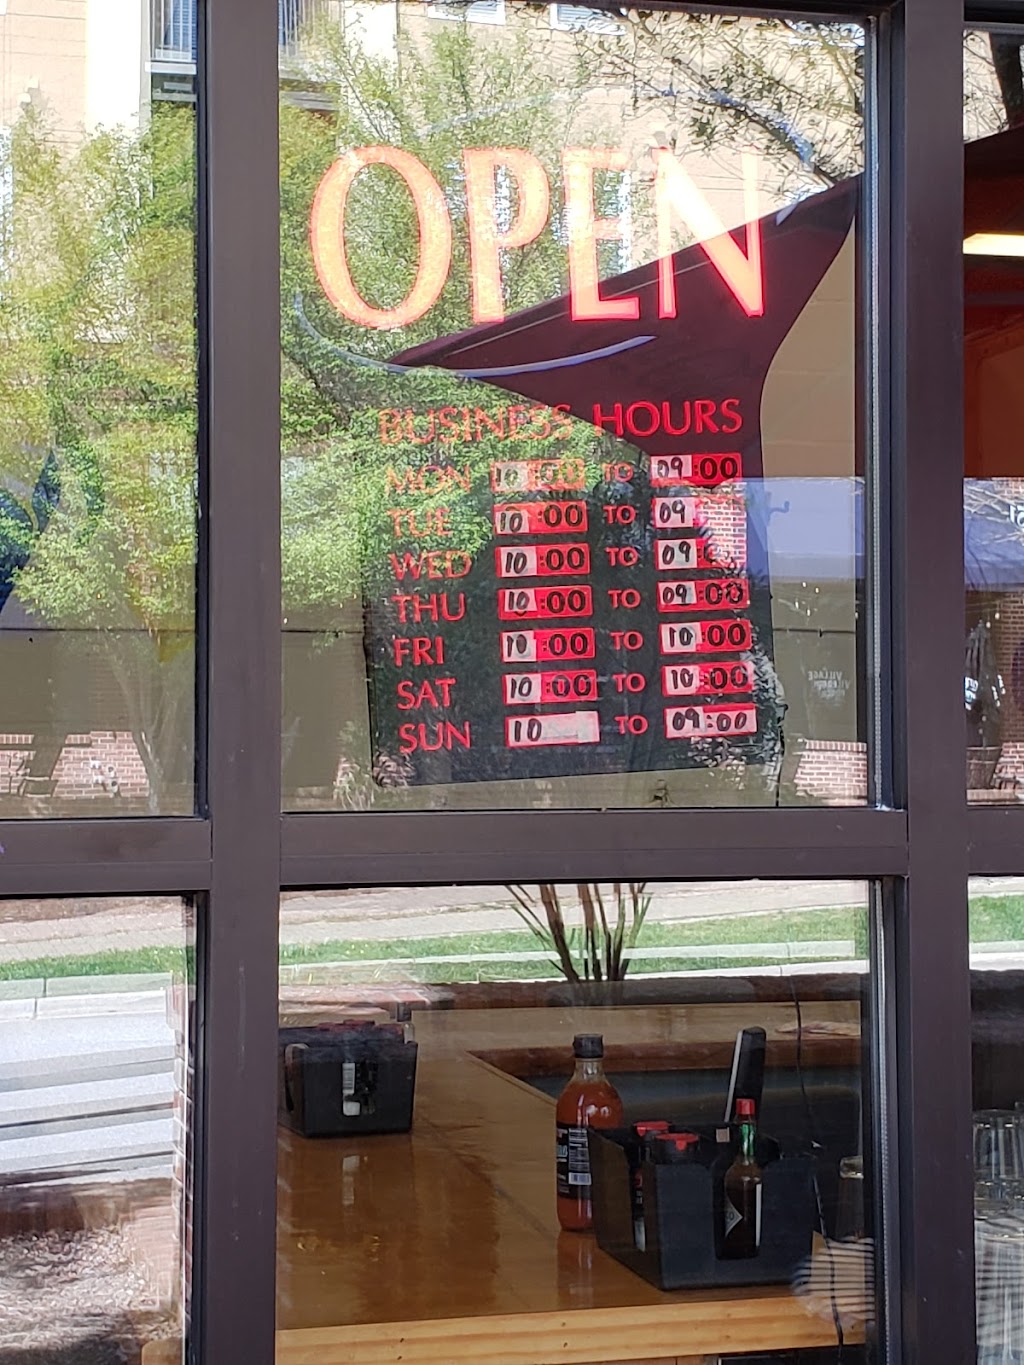 OPEN
BUSINESS HOURS
MON 10:00 TO 09:00
TUE 10:00 TO 09
WED 10:00 TO 09:
THU 10:00 TO 09:00
FRI 10:00 TO 10:00
SAT 10:00 TO 10:00
SUN 10 TO 09:00
VILLAGE